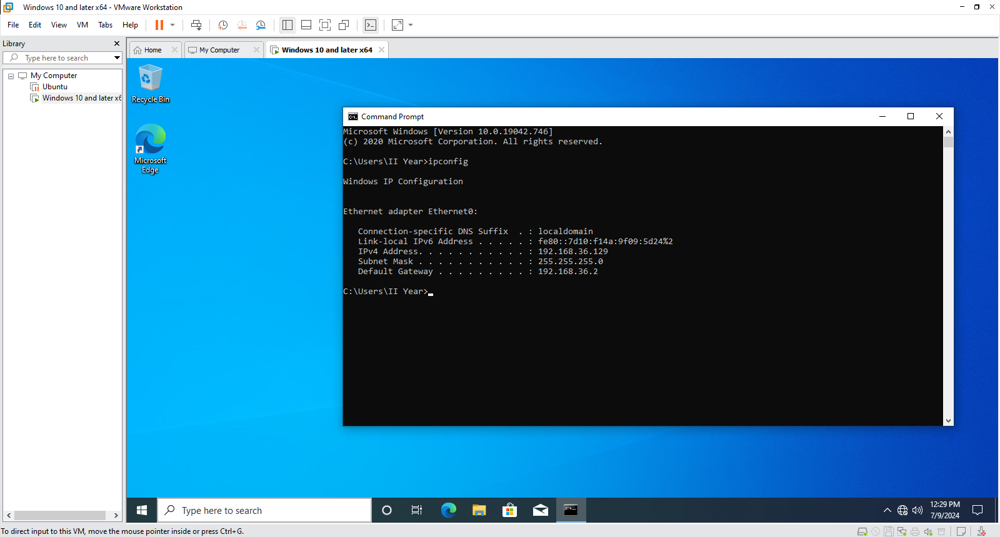 Windows 10 and later x64 - VMware Workstation
File Edit View VM Tabs Help
Library
Type here to search
My Computer
Ubuntu
Windows 10 and later x6
Home
My Computer
Windows 10 and later x64
Recycle Bin
Microsoft
Edge
Command Prompt
Microsoft Windows [Version 10.0.19042.746]
(c) 2020 Microsoft Corporation. All rights reserved.
C:\Users\II Year>ipconfig
Windows IP Configuration
Ethernet adapter Ethernet0:
Connection-specific DNS Suffix  . : localdomain
Link-local IPv6 Address . . . . . : fe80::7d10:f14a:9f09:5d24%2
IPv4 Address. . . . . . . . . . . : 192.168.36.129
Subnet Mask . . . . . . . . . . . : 255.255.255.0
Default Gateway . . . . . . . . . : 192.168.36.2
C:\Users\II Year>
Type here to search
12:29 PM
7/9/2024
To direct input to this VM, move the mouse pointer inside or press Ctrl+G.